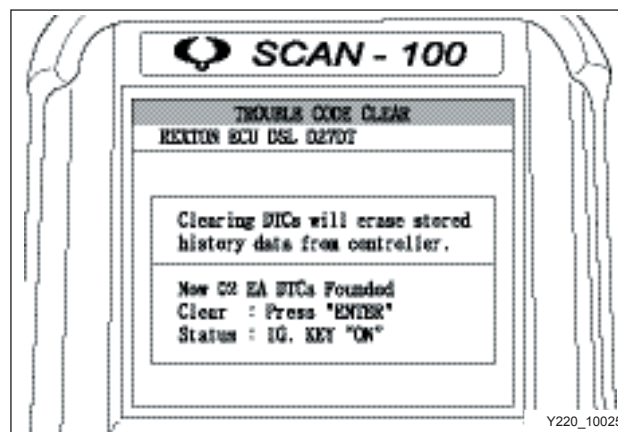 SCAN - 100
TROUBLE CODE CLEAR
REXTON ECU DSL D27DT
Clearing DTCs will erase stored
history data from controller.
Now 02 EA DTCs Founded
Clear : Press "ENTER"
Status : IG. KEY "ON"
Y220_10025